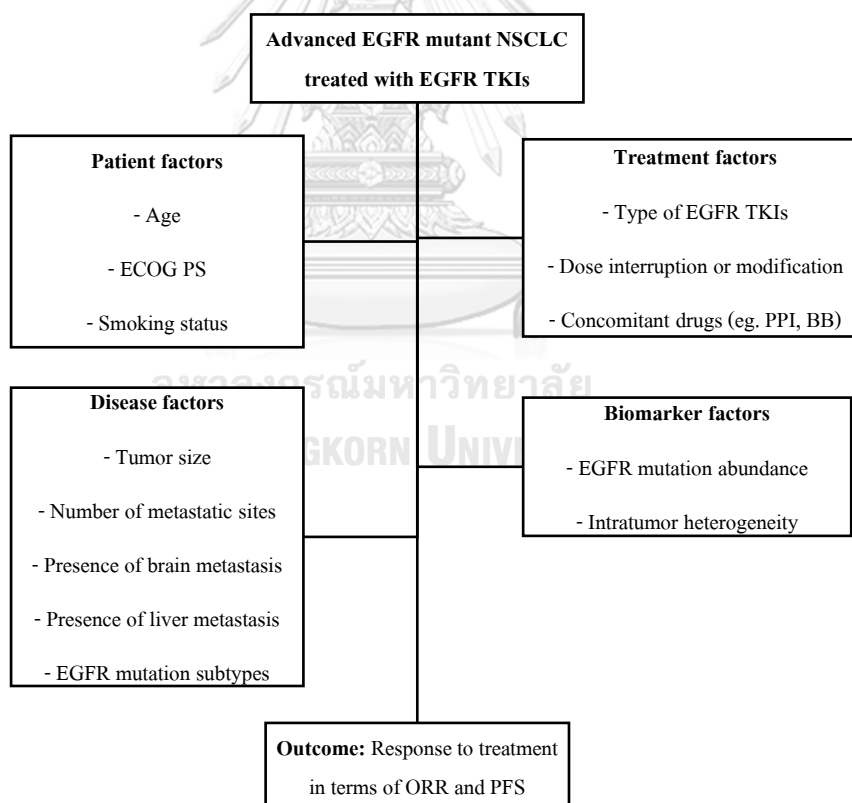 Advanced EGFR mutant NSCLC
treated with EGFR TKIs
Patient factors
- Age
- ECOG PS
- Smoking status
Treatment factors
- Type of EGFR TKIs
- Dose interruption or modification
- Concomitant drugs (eg. PPI, BB)
Disease factors
- Tumor size
- Number of metastatic sites
- Presence of brain metastasis
- Presence of liver metastasis
- EGFR mutation subtypes
Biomarker factors
- EGFR mutation abundance
- Intratumor heterogeneity
Outcome: Response to treatment
in terms of ORR and PFS